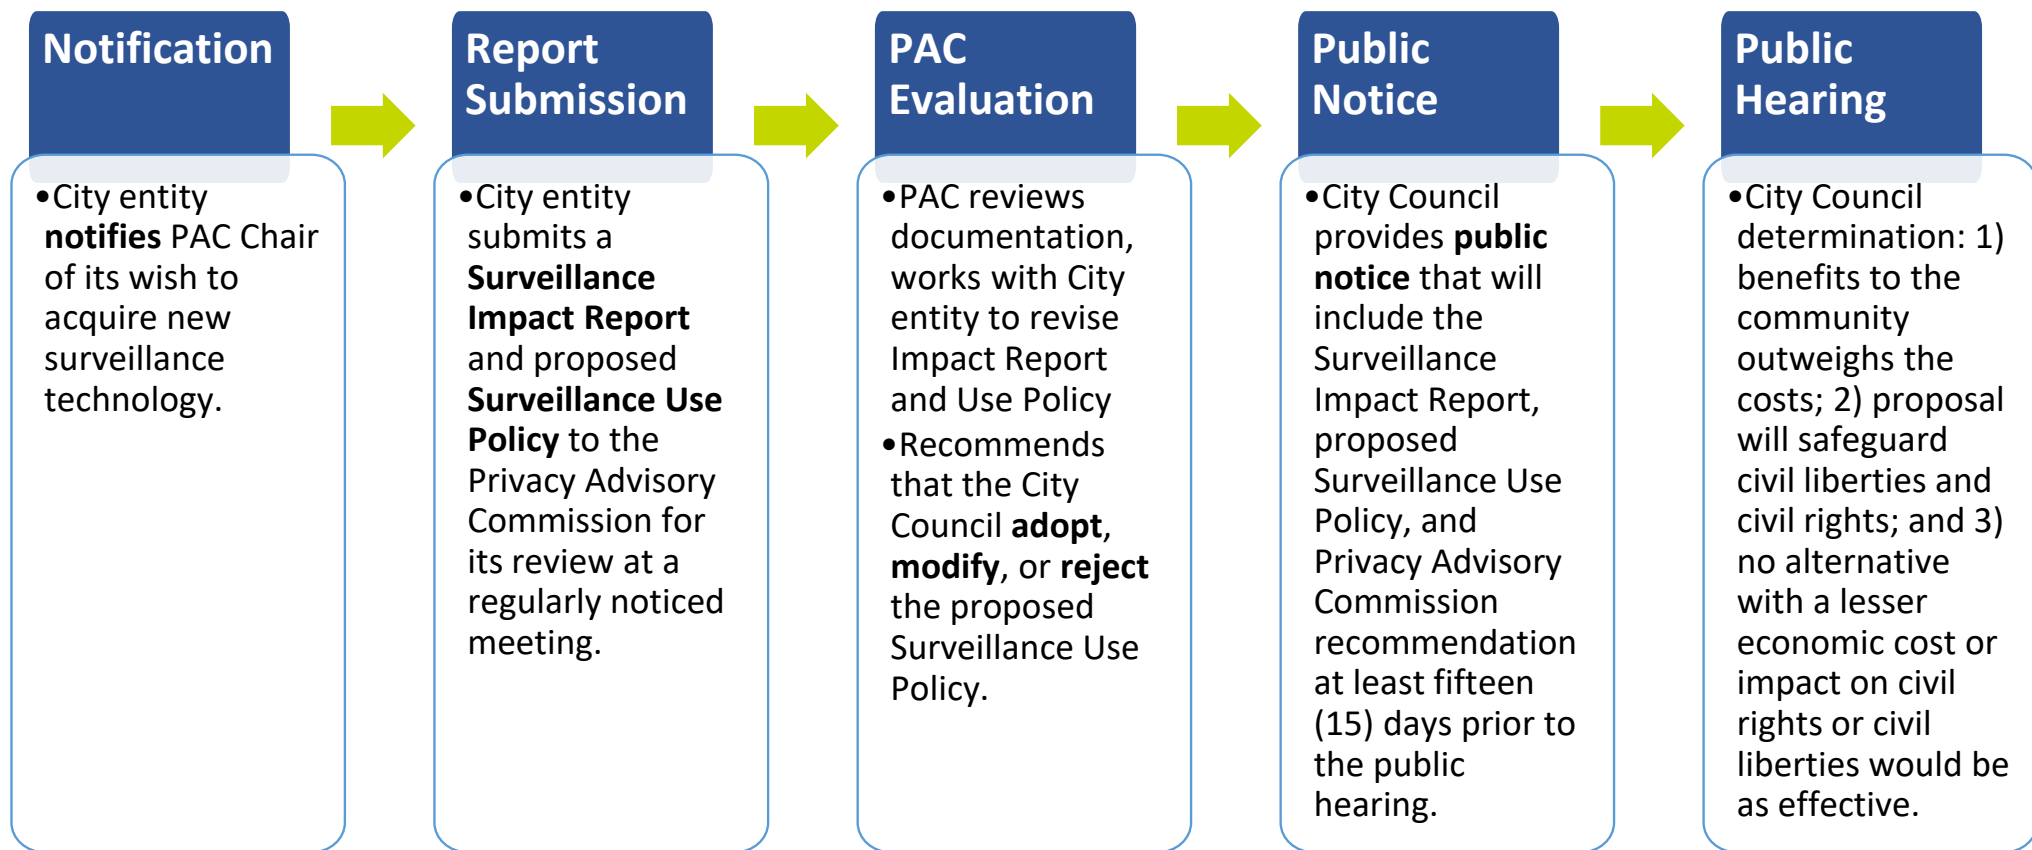 Notification
•City entity
notifies PAC Chair
of its wish to
acquire new
surveillance
technology.
Report
Submission
•City entity
submits a
Surveillance
Impact Report
and proposed
Surveillance Use
Policy to the
Privacy Advisory
Commission for
its review at a
regularly noticed
meeting.
PAC
Evaluation
•PAC reviews
documentation,
works with City
entity to revise
Impact Report
and Use Policy
•Recommends
that the City
Council adopt,
modify, or reject
the proposed
Surveillance Use
Policy.
Public
Notice
•City Council
provides public
notice that will
include the
Surveillance
Impact Report,
proposed
Surveillance Use
Policy, and
Privacy Advisory
Commission
recommendation
at least fifteen
(15) days prior to
the public
hearing.
Public
Hearing
•City Council
determination: 1)
benefits to the
community
outweighs the
costs; 2) proposal
will safeguard
civil liberties and
civil rights; and 3)
no alternative
with a lesser
economic cost or
impact on civil
rights or civil
liberties would be
as effective.